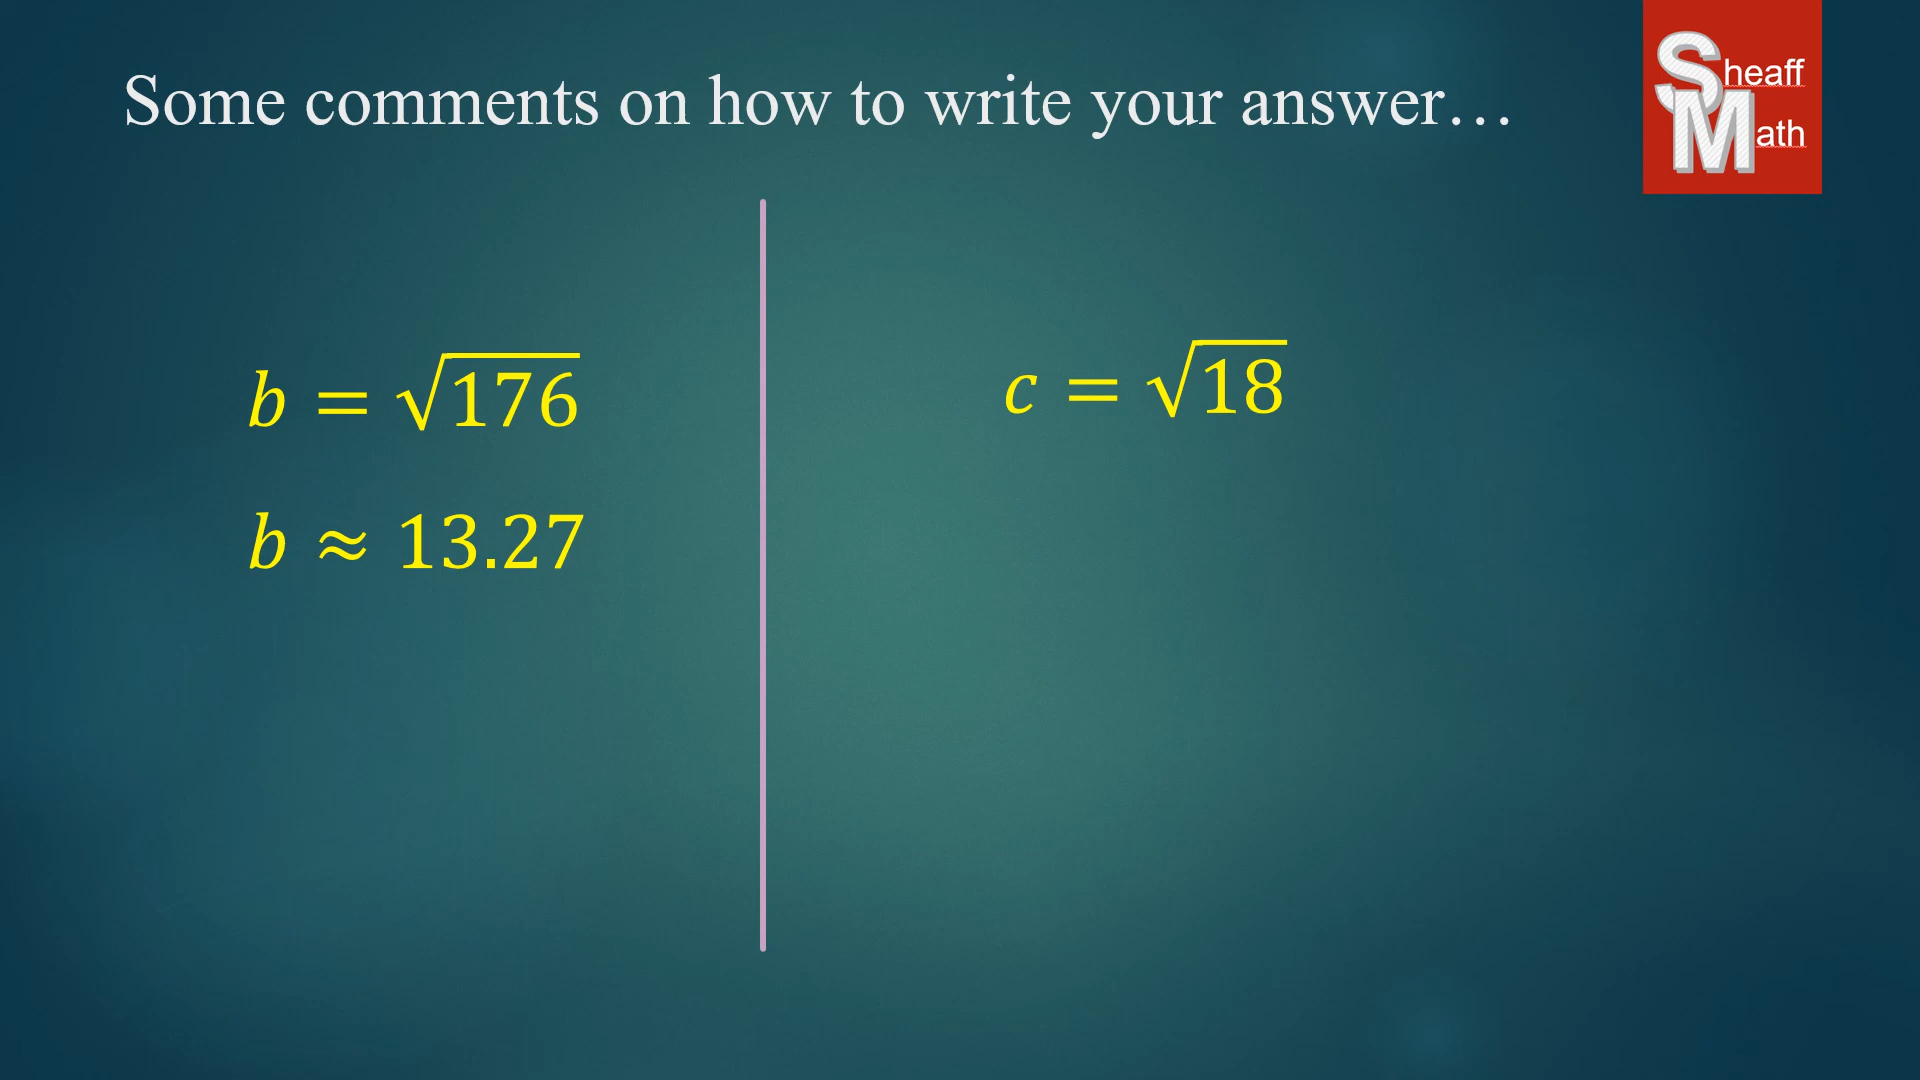 Some comments on how to write your answer…
Sheaff
Math
b = √176
b ≈ 13.27
c = √18